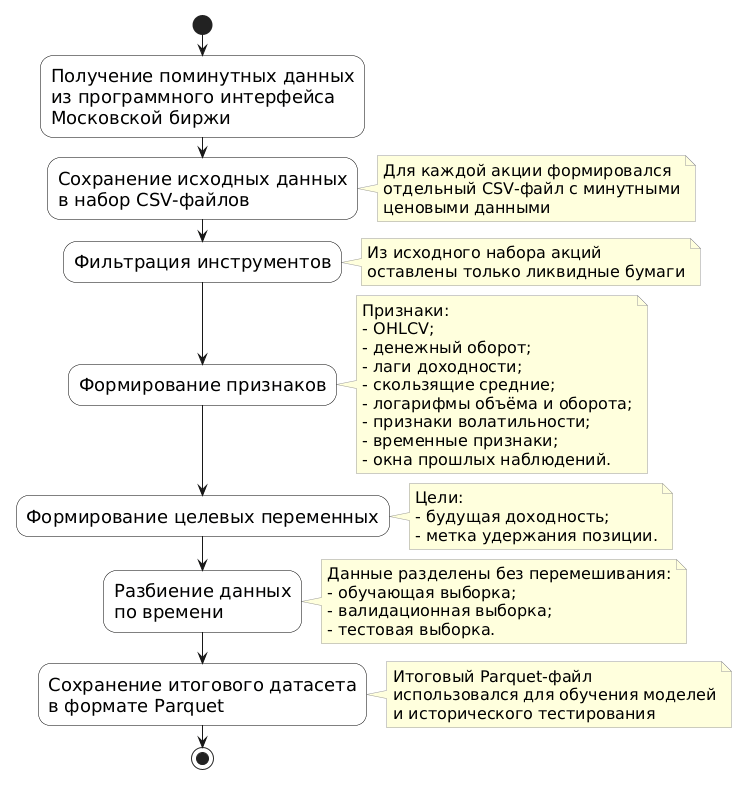 Получение поминутных данных
из программного интерфейса
Московской биржи
Сохранение исходных данных
в набор CSV-файлов
Для каждой акции формировался
отдельный CSV-файл с минутными
ценовыми данными
Фильтрация инструментов
Из исходного набора акций
оставлены только ликвидные бумаги
Формирование признаков
Признаки:
- OHLCV;
- денежный оборот;
- лаги доходности;
- скользящие средние;
- логарифмы объёма и оборота;
- признаки волатильности;
- временные признаки;
- окна прошлых наблюдений.
Формирование целевых переменных
Цели:
- будущая доходность;
- метка удержания позиции.
Разбиение данных
по времени
Данные разделены без перемешивания:
- обучающая выборка;
- валидационная выборка;
- тестовая выборка.
Сохранение итогового датасета
в формате Parquet
Итоговый Parquet-файл
использовался для обучения моделей
и исторического тестирования